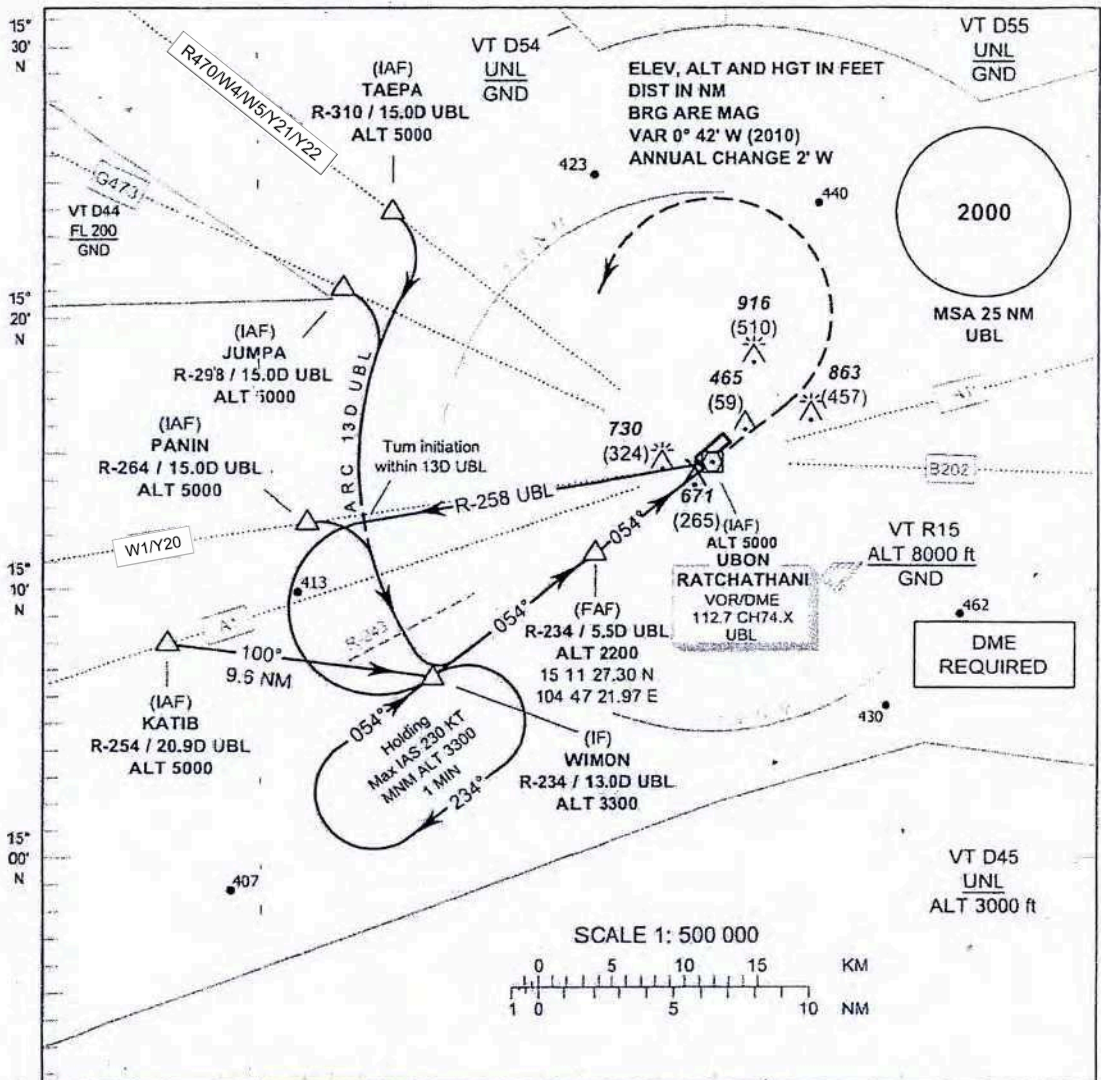 15°
30'
N
VT D54
UNL
GND
VT D55
UNL
GND
(IAF)
TAEPA
R-310 / 15.0D UBL
ALT 5000
R470/W4/W5/Y21/Y22
ELEV, ALT AND HGT IN FEET
DIST IN NM
BRG ARE MAG
VAR 0° 42' W (2010)
ANNUAL CHANGE 2' W
423
440
G473
VT D44
FL 200
GND
2000
MSA 25 NM
UBL
15°
20'
N
(IAF)
JUMPA
R-298 / 15.0D UBL
ALT 5000
ARC 13D UBL
916
(510)
465
(59)
863
(457)
(IAF)
PANIN
R-264 / 15.0D UBL
ALT 5000
Turn initiation
within 13D UBL
730
(324)
B202
R-258 UBL
671
(265)
W1/Y20
054°
(IAF)
ALT 5000
UBON
RATCHATHANI
VOR/DME
112.7 CH74.X
UBL
VT R15
ALT 8000 ft
GND
15°
10'
N
413
462
054°
(FAF)
R-234 / 5.5D UBL
ALT 2200
15 11 27.30 N
104 47 21.97 E
DME
REQUIRED
R-243
100°
9.6 NM
(IAF)
KATIB
R-254 / 20.9D UBL
ALT 5000
054°
Holding
Max IAS 230 KT
MNM ALT 3300
1 MIN
234°
(IF)
WIMON
R-234 / 13.0D UBL
ALT 3300
430
15°
00'
N
407
VT D45
UNL
ALT 3000 ft
SCALE 1: 500 000
0 5 10 15 KM
1 0 5 10 NM